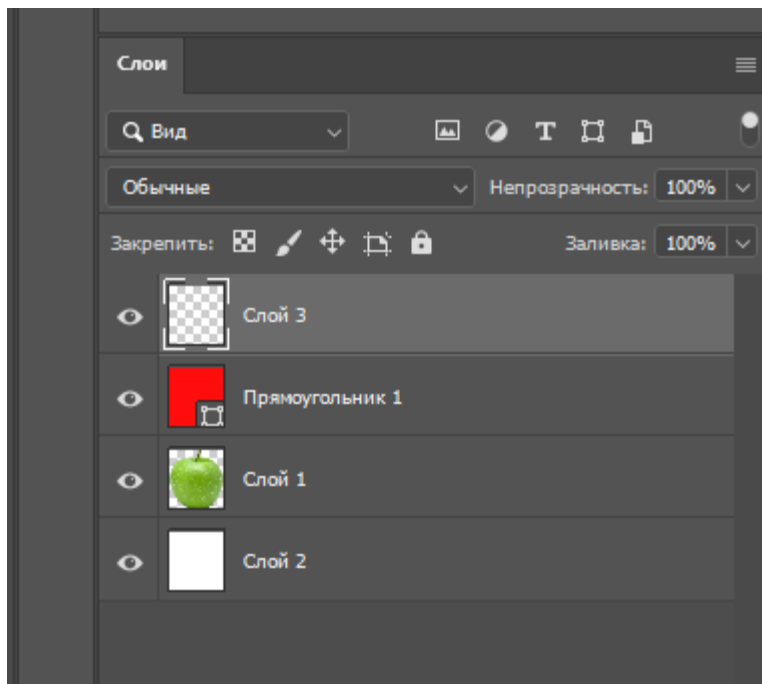 Слои
Вид
Обычные Непрозрачность: 100%
Закрепить: Заливка: 100%
Слой 3
Прямоугольник 1
Слой 1
Слой 2